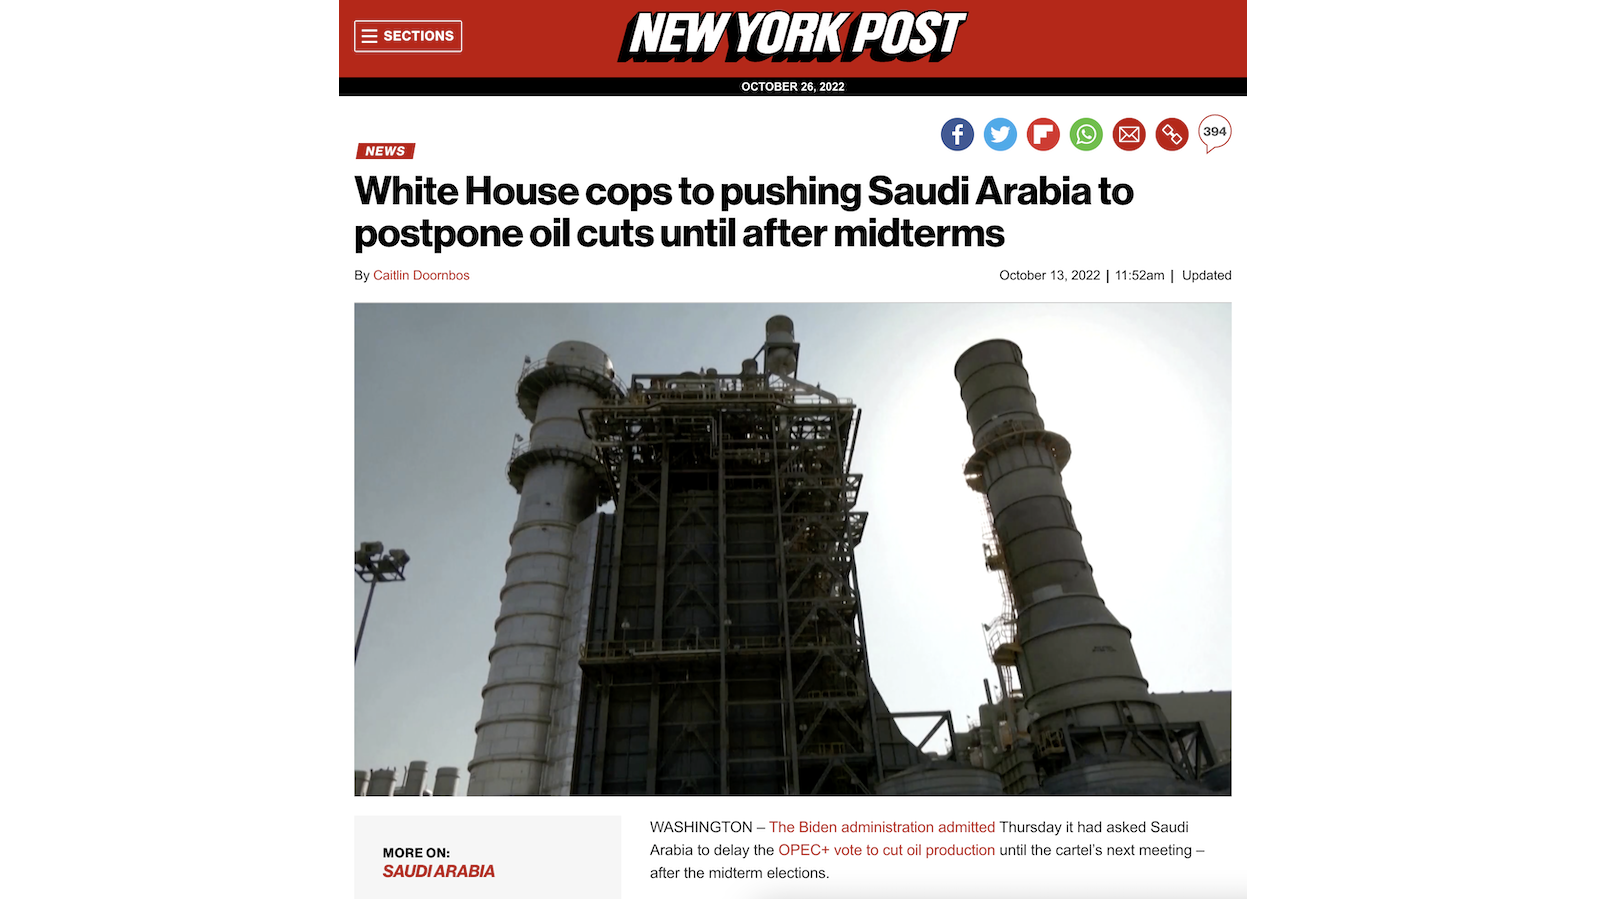 SECTIONS
NEW YORK POST
OCTOBER 26, 2022
394
NEWS
White House cops to pushing Saudi Arabia to
postpone oil cuts until after midterms
By Caitlin Doornbos
October 13, 2022 | 11:52am | Updated
MORE ON:
SAUDI ARABIA
WASHINGTON – The Biden administration admitted Thursday it had asked Saudi
Arabia to delay the OPEC+ vote to cut oil production until the cartel's next meeting –
after the midterm elections.